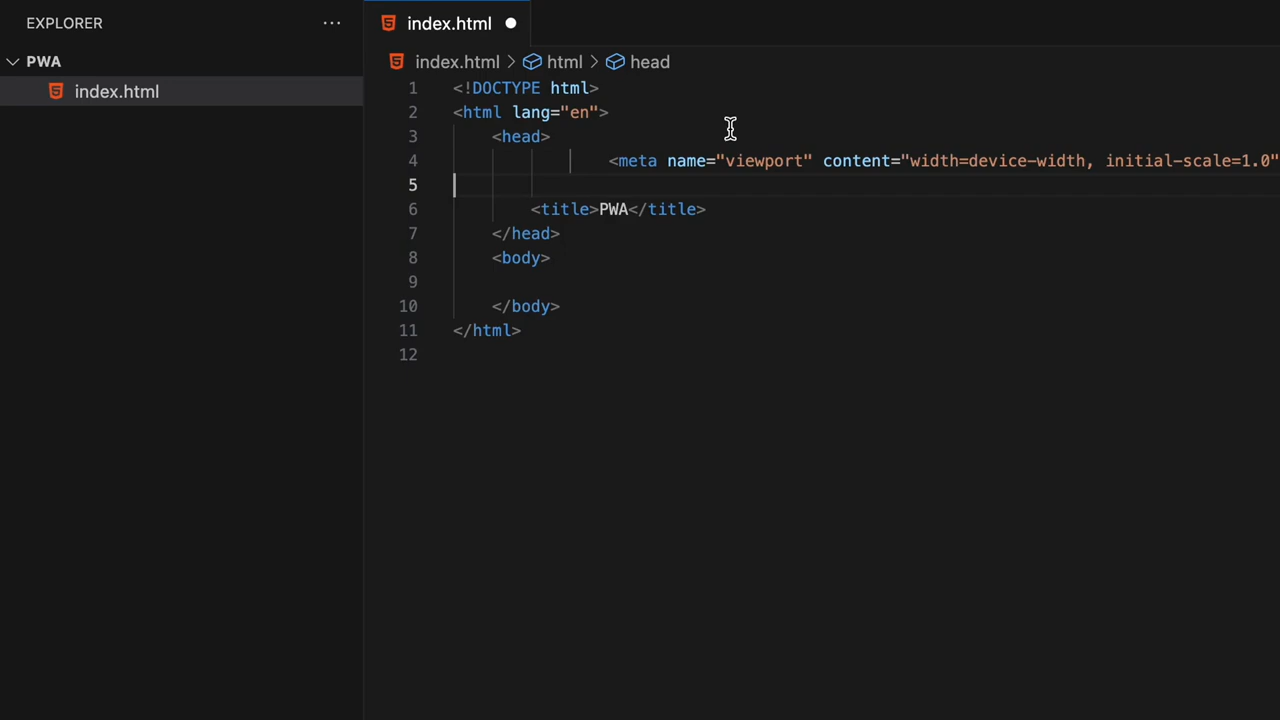 EXPLORER ···
PWA
index.html
index.html
index.html > html > head
1 <!DOCTYPE html>
2 <html lang="en">
3 <head>
4 <meta name="viewport" content="width=device-width, initial-scale=1.0"
5
6 <title>PWA</title>
7 </head>
8 <body>
9
10 </body>
11 </html>
12